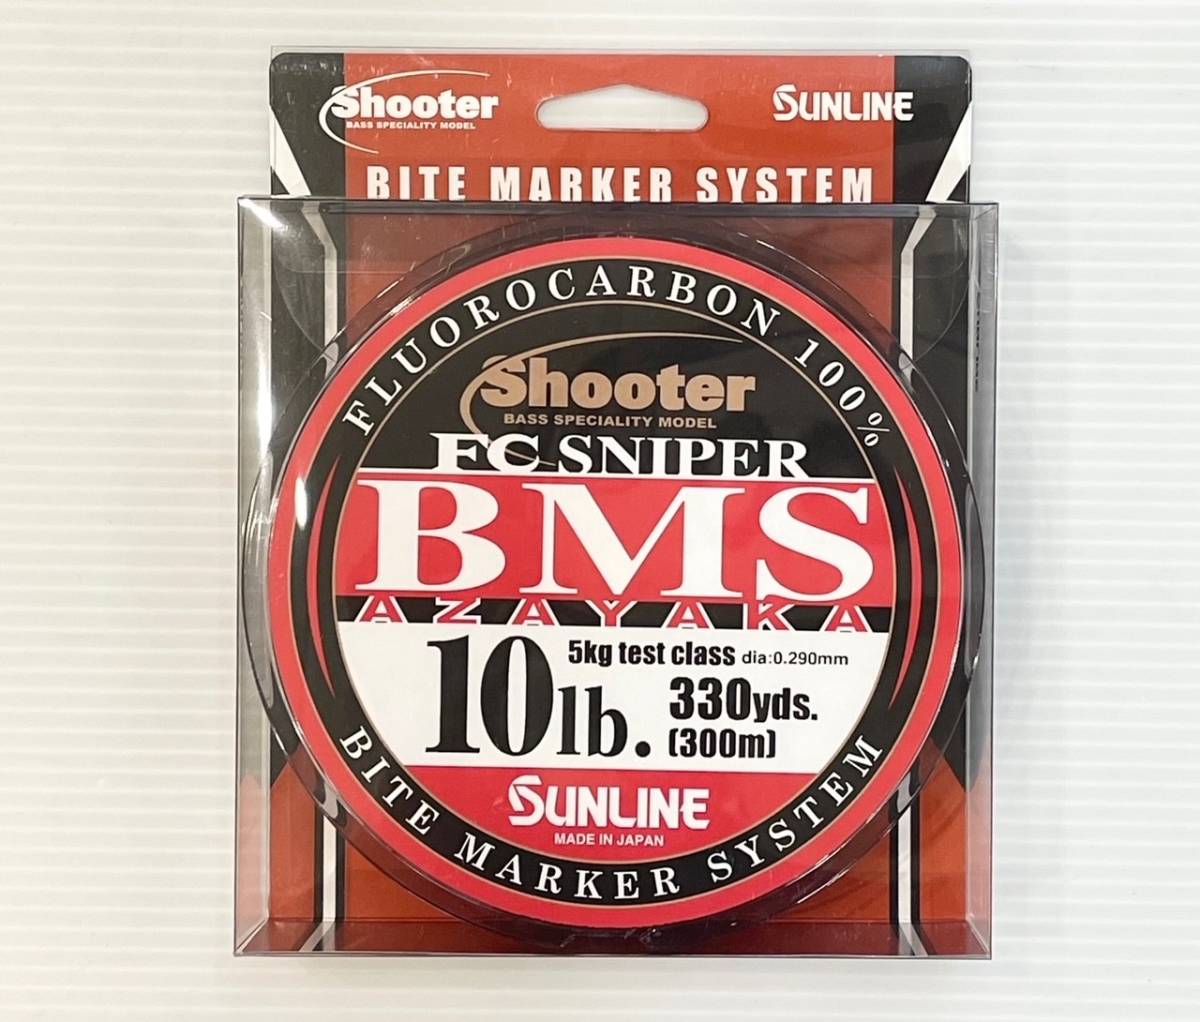 Shooter
BASS SPECIALITY MODEL
SUNLINE
BITE MARKER SYSTEM
FLUOROCARBON 100%
Shooter
BASS SPECIALITY MODEL
FC SNIPER
BMS
AZAYAKA
10lb.
5kg test class dia:0.290mm
330yds.
(300m)
SUNLINE
MADE IN JAPAN
BITE MARKER SYSTEM